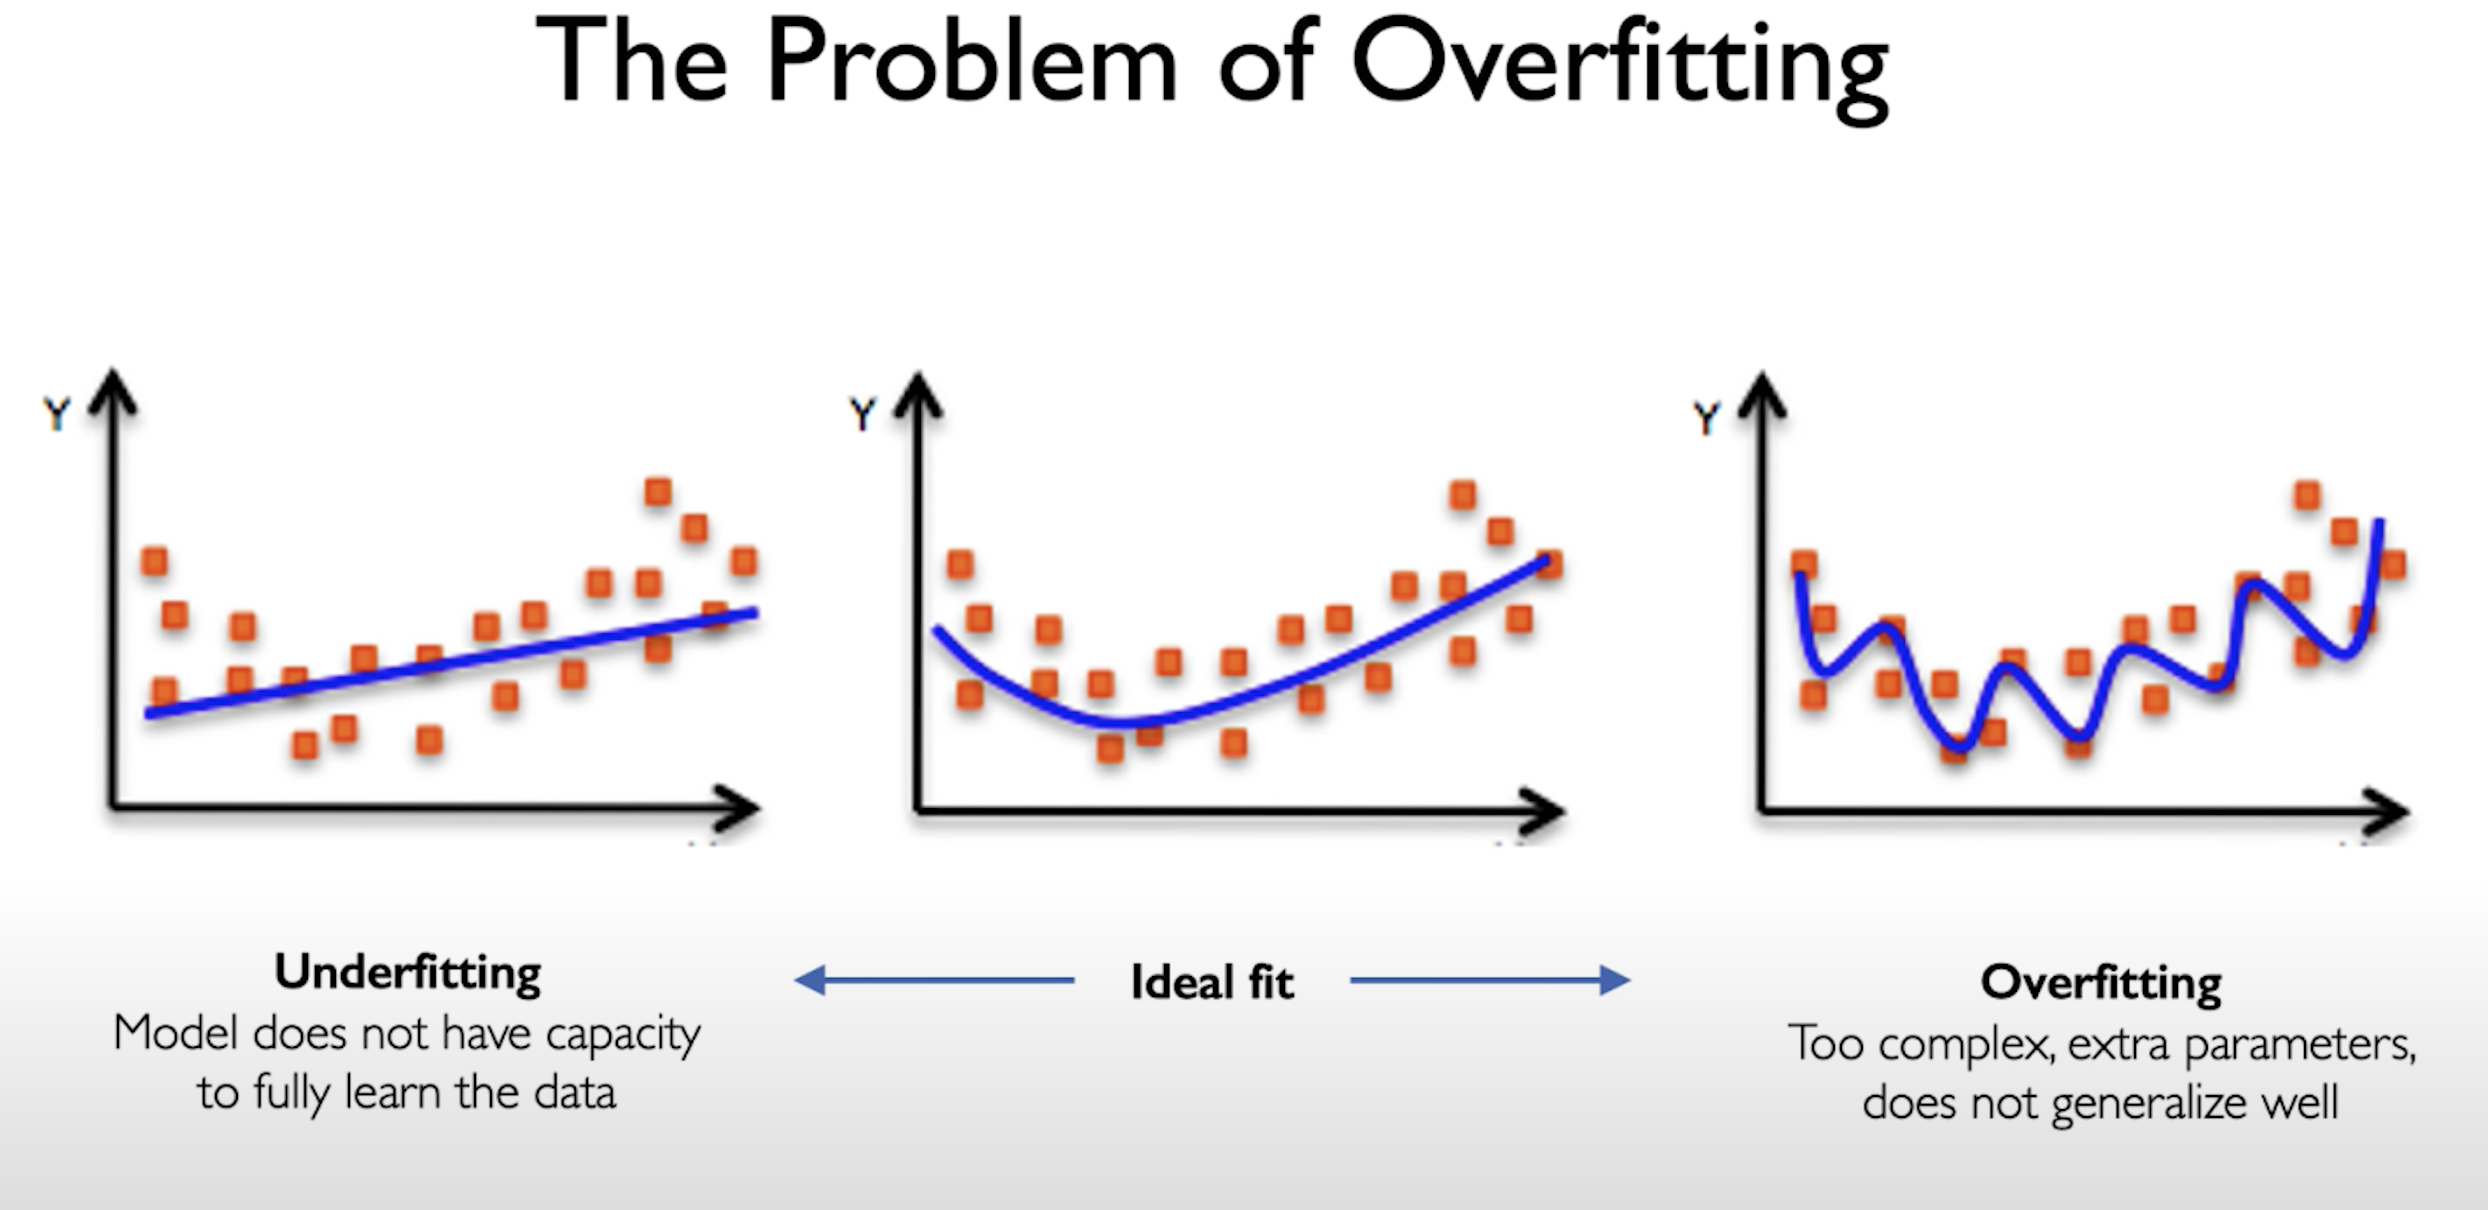 The Problem of Overfitting
Y
Y
Y
Underfitting
Model does not have capacity
to fully learn the data
Ideal fit
Overfitting
Too complex, extra parameters,
does not generalize well